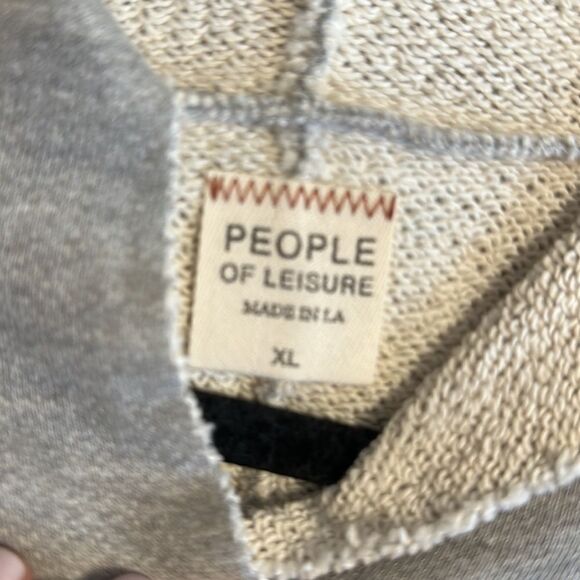 PEOPLE
OF LEISURE
MADE IN LA
XL